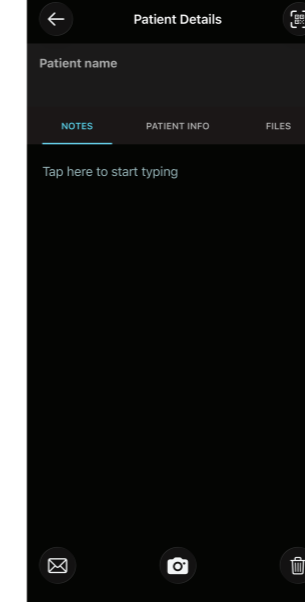 Patient Details
Patient name
NOTES PATIENT INFO FILES
Tap here to start typing